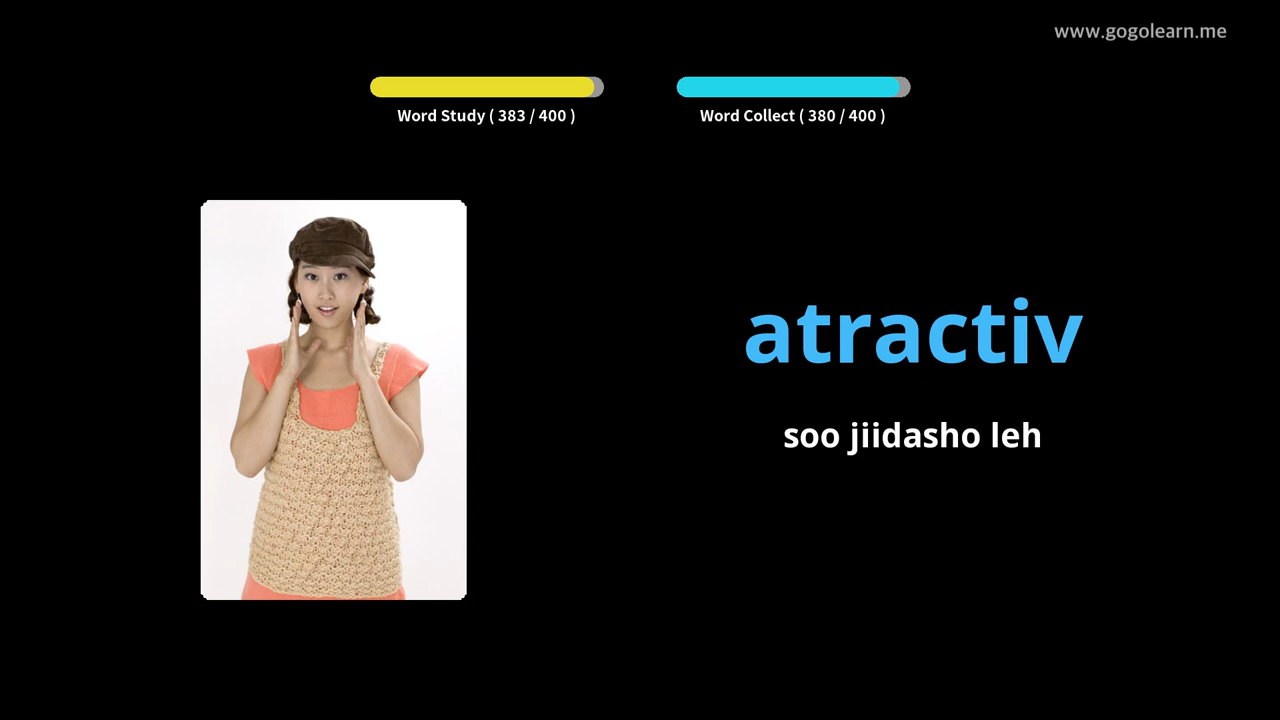 www.gogolearn.me
Word Study ( 383 / 400 )
Word Collect ( 380 / 400 )
atractiv
soo jiidasho leh